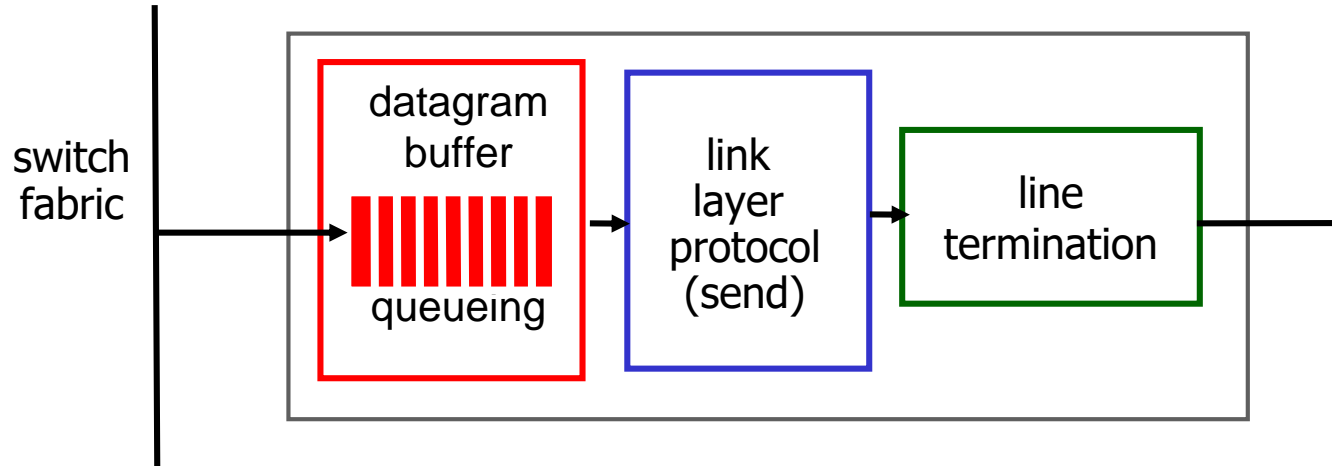 switch
fabric
datagram
buffer
queueing
link
layer
protocol
(send)
line
termination